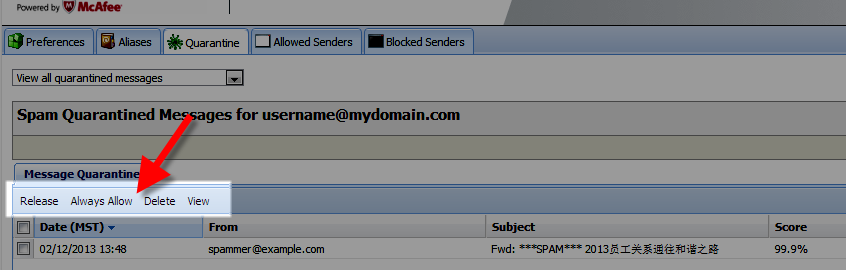 Powered by McAfee
Preferences Aliases Quarantine Allowed Senders Blocked Senders
View all quarantined messages
Spam Quarantined Messages for username@mydomain.com
Message Quarantine
Release Always Allow Delete View
Date (MST) From Subject Score
02/12/2013 13:48 spammer@example.com Fwd: ***SPAM*** 2013员工关系通往和谐之路 99.9%